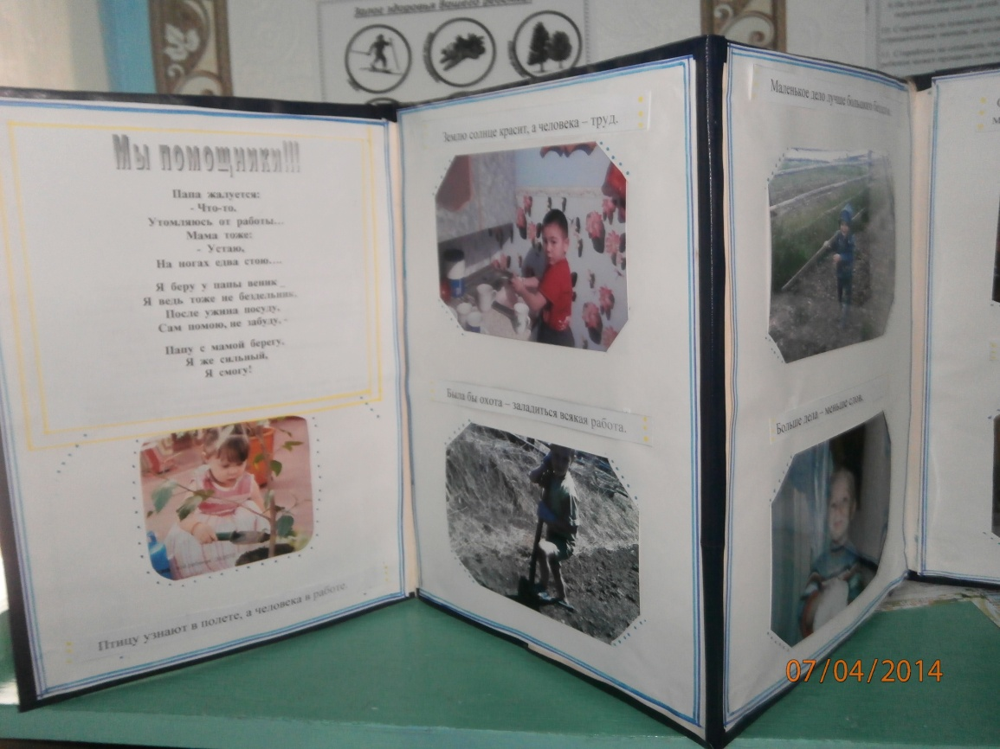 Залог здоровья вашего ребенка!
Мы помощники!!!
Папа жалуется:
- Что-то,
Утомляюсь от работы...
Мама тоже:
- Устаю,
На ногах едва стою....
Я беру у папы веник _
Я ведь тоже не бездельник.
После ужина посуду,
Сам помою, не забуду, -
Папу с мамой берегу,
Я же сильный,
Я смогу!
Птицу узнают в полете, а человека в работе.
Землю солнце красит, а человека – труд.
Была бы охота – заладиться всякая работа.
Маленькое дело лучше большого безделья.
Больше дела – меньше слов.
07/04/2014